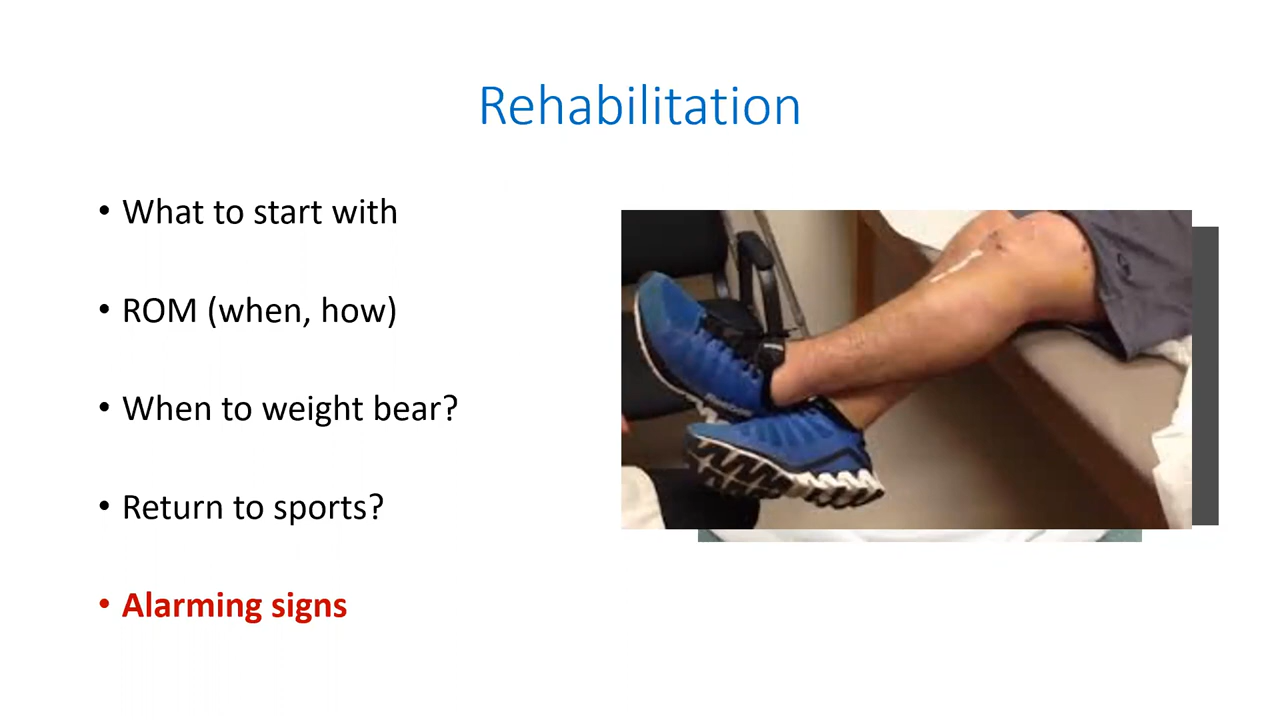 Rehabilitation
• What to start with
• ROM (when, how)
• When to weight bear?
• Return to sports?
• Alarming signs